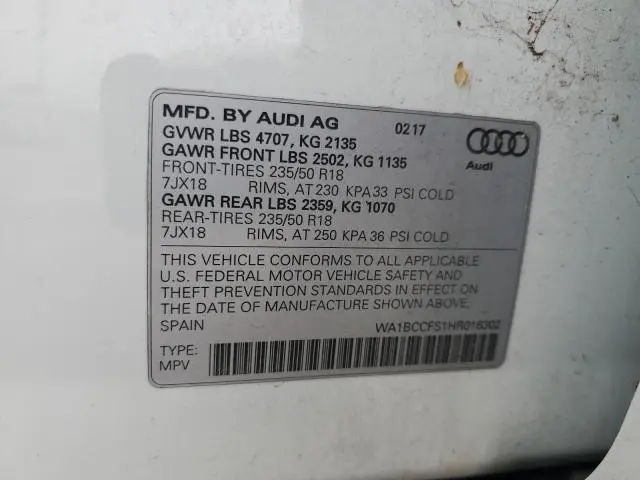 MFD. BY AUDI AG 02 17
GVWR LBS 4707, KG 2135
GAWR FRONT LBS 2502, KG 1135
FRONT-TIRES 235/50 R18
7JX18 RIMS, AT 230 KPA 33 PSI COLD
GAWR REAR LBS 2359, KG 1070
REAR-TIRES 235/50 R18
7JX18 RIMS, AT 250 KPA 36 PSI COLD
Audi
THIS VEHICLE CONFORMS TO ALL APPLICABLE
U.S. FEDERAL MOTOR VEHICLE SAFETY AND
THEFT PREVENTION STANDARDS IN EFFECT ON
THE DATE OF MANUFACTURE SHOWN ABOVE.
SPAIN WA1BCCFS1HR016302
TYPE:
MPV